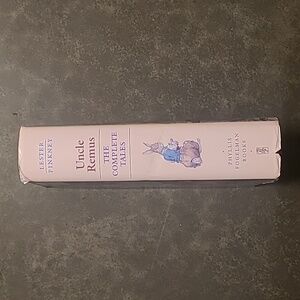 LESTER
PINKNEY
Uncle
Remus
THE
COMPLETE
TALES
PHYLLIS
FOGELMAN
BOOKS